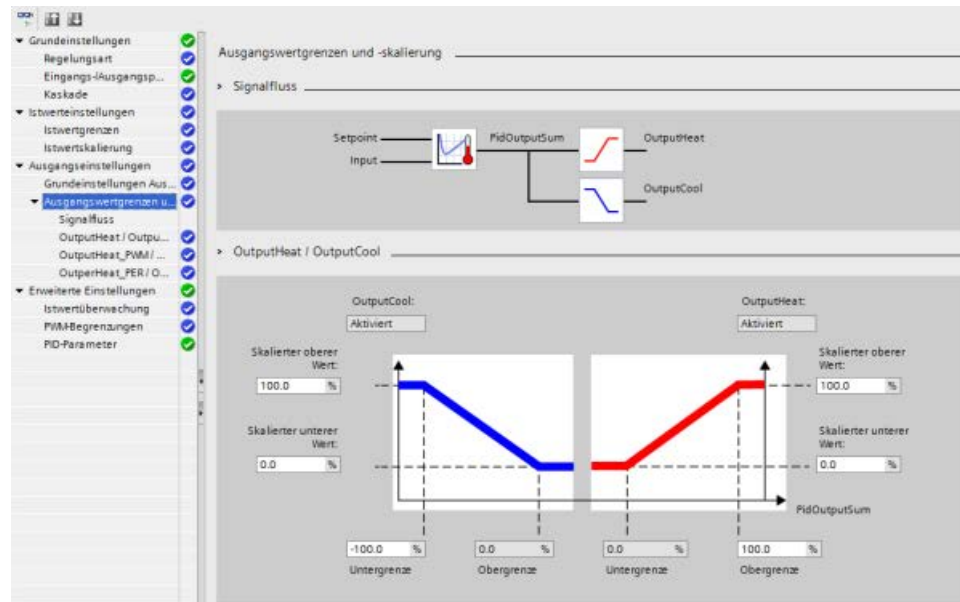 Grundeinstellungen
Regelungsart
Eingangs-/Ausgangsp...
Kaskade
Istwerteinstellungen
Istwertgrenzen
Istwertskalierung
Ausgangseinstellungen
Grundeinstellungen Aus...
Ausgangswertgrenzen u...
Signalfluss
OutputHeat / Outpu...
OutputHeat_PWM / ...
OutperHeat_PER / O...
Erweiterte Einstellungen
Istwertüberwachung
PWM-Begrenzungen
PID-Parameter
Ausgangswertgrenzen und -skalierung
Signalfluss
Setpoint
Input
PidOutputSum
OutputHeat
OutputCool
OutputHeat / OutputCool
OutputCool:
Aktiviert
OutputHeat:
Aktiviert
Skalierter oberer
Wert:
100.0 %
Skalierter unterer
Wert:
0.0 %
Skalierter oberer
Wert:
100.0 %
Skalierter unterer
Wert:
0.0 %
PidOutputSum
-100.0 %
Untergrenze
0.0 %
Obergrenze
0.0 %
Untergrenze
100.0 %
Obergrenze